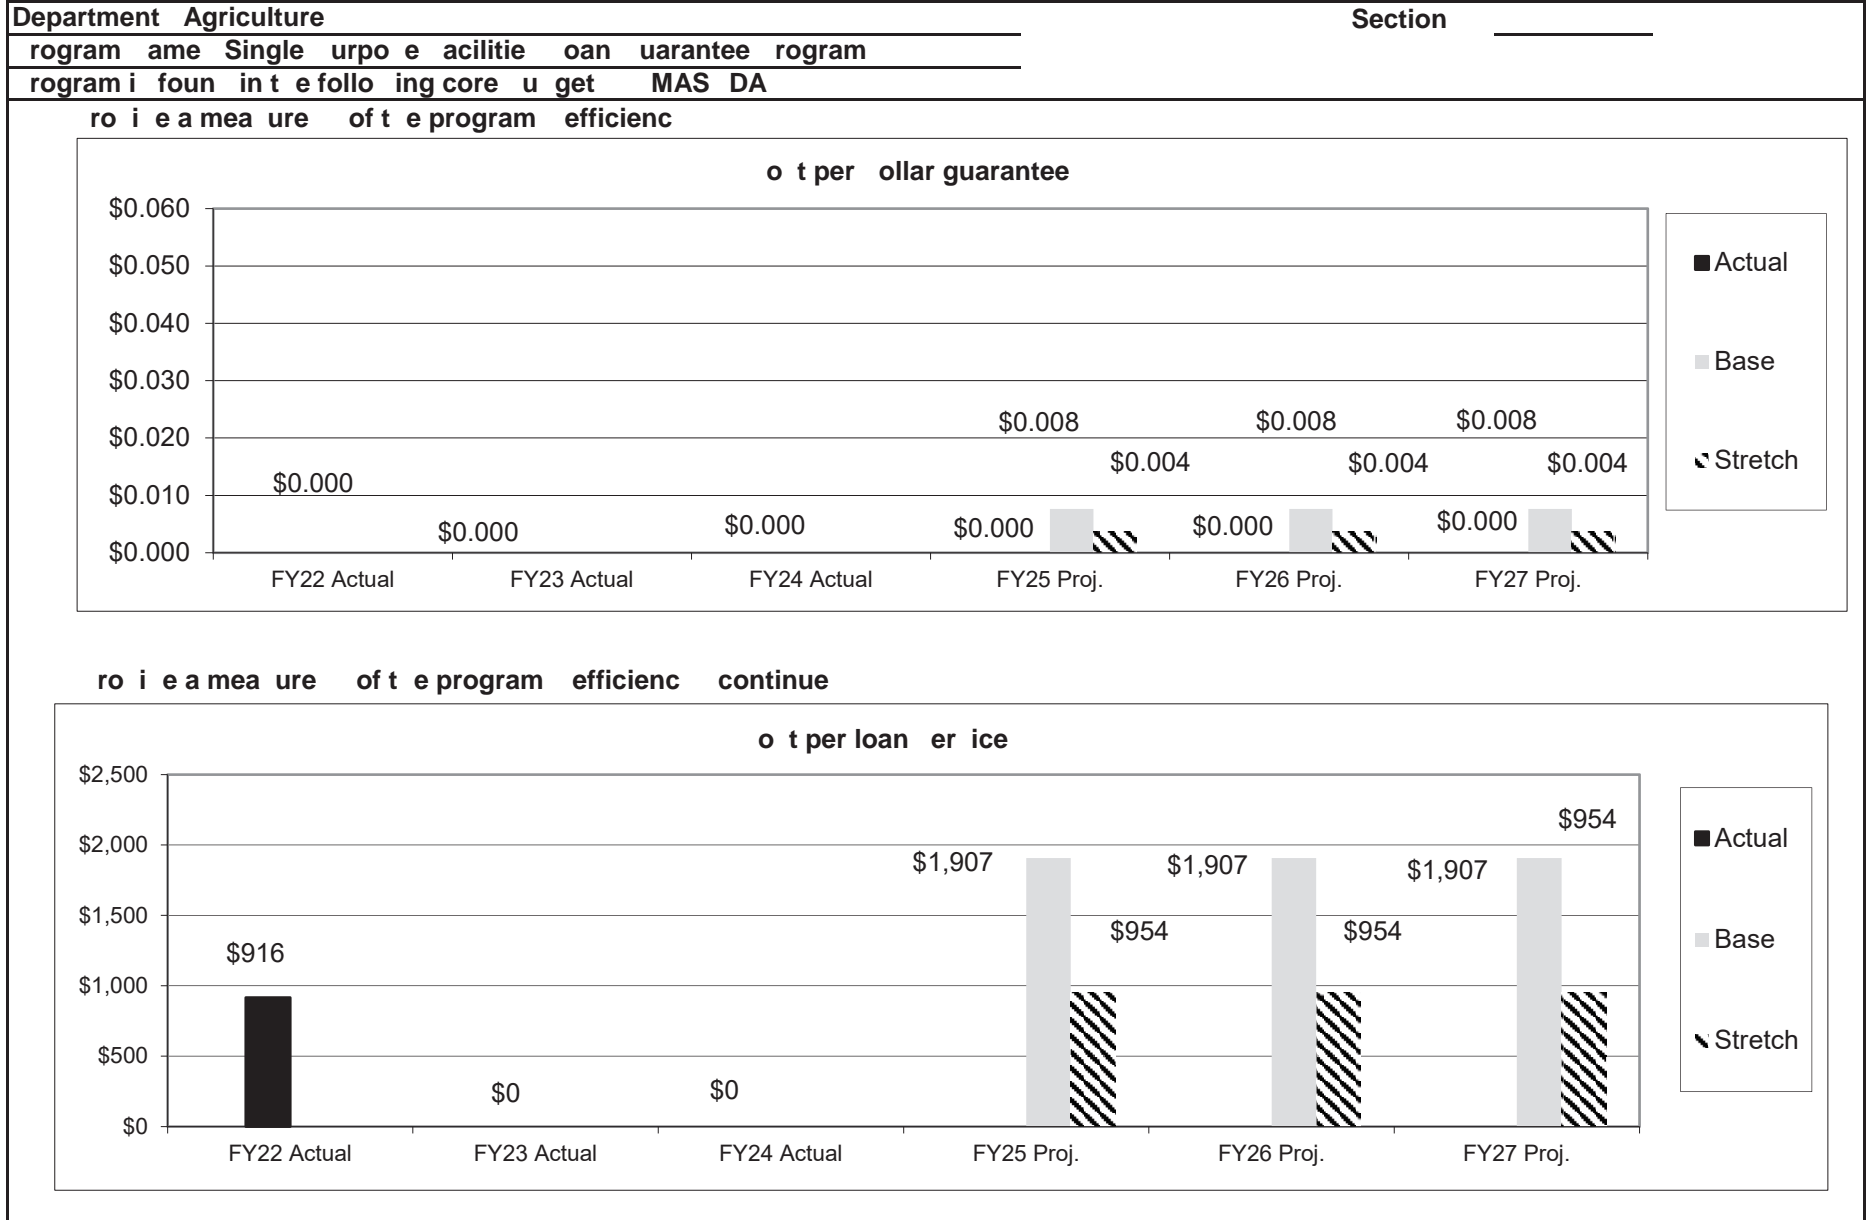 Department Agriculture Section
rogram ame Single urpo e acilitie oan uarantee rogram
rogram i foun in t e follo ing core u get MAS DA
ro i e a mea ure of t e program efficienc
o t per ollar guarantee
$0.060
$0.050
$0.040
$0.030
$0.020
$0.010
$0.000
$0.000
$0.000
$0.000
$0.000
$0.008
$0.004
$0.000
$0.008
$0.004
$0.000
$0.008
$0.004
FY22 Actual FY23 Actual FY24 Actual FY25 Proj. FY26 Proj. FY27 Proj.
Actual
Base
Stretch
ro i e a mea ure of t e program efficienc continue
o t per loan er ice
$2,500
$2,000
$1,500
$1,000
$500
$0
$916
$0
$0
$1,907
$954
$1,907
$954
$1,907
$954
FY22 Actual FY23 Actual FY24 Actual FY25 Proj. FY26 Proj. FY27 Proj.
Actual
Base
Stretch